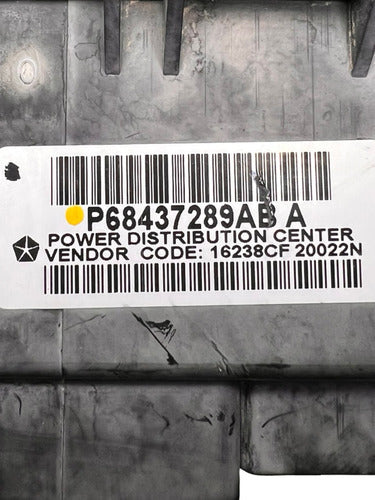 P68437289AB A
POWER DISTRIBUTION CENTER
VENDOR CODE: 16238CF 20022N